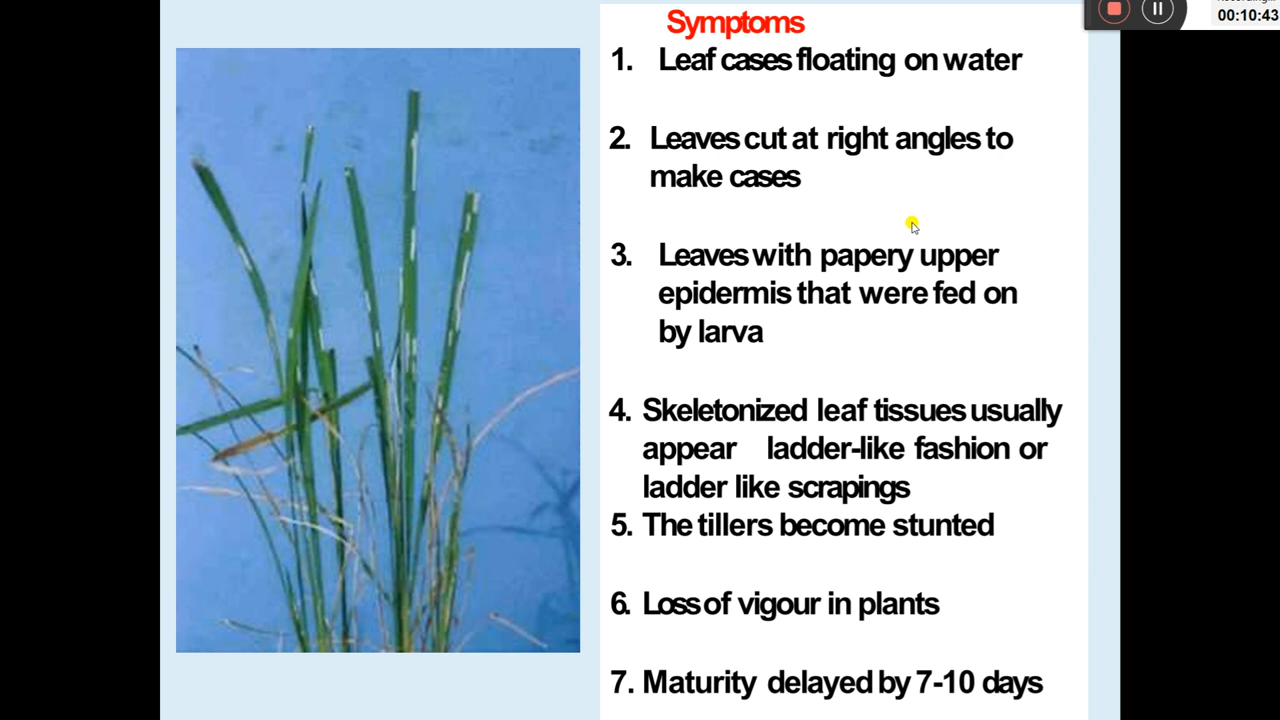 00:10:43
Symptoms
1. Leaf cases floating on water
2. Leaves cut at right angles to
make cases
3. Leaves with papery upper
epidermis that were fed on
by larva
4. Skeletonized leaf tissues usually
appear ladder-like fashion or
ladder like scrapings
5. The tillers become stunted
6. Loss of vigour in plants
7. Maturity delayed by 7-10 days